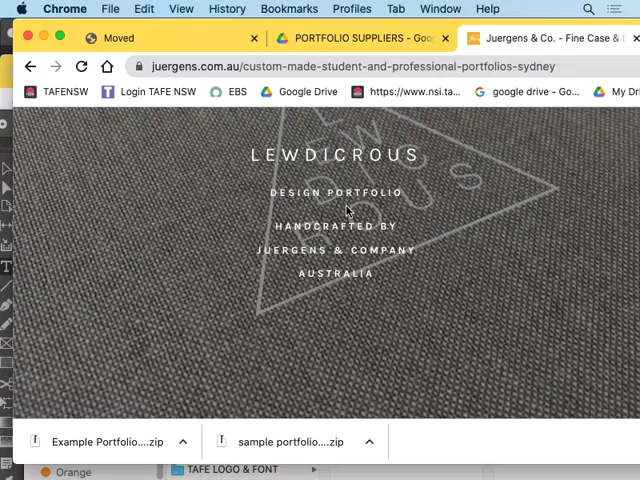 Chrome File Edit View History Bookmarks Profiles Tab Window Help
Moved
PORTFOLIO SUPPLIERS - Goo
Juergens & Co. - Fine Case & B
juergens.com.au/custom-made-student-and-professional-portfolios-sydney
TAFENSW Login TAFE NSW EBS Google Drive https://www.nsi.ta... google drive - Go... My Dri
LEWDICROUS
DESIGN PORTFOLIO
HANDCRAFTED BY
JUERGENS & COMPANY
AUSTRALIA
Example Portfolio....zip
sample portfolio....zip
Orange
TAFE LOGO & FONT